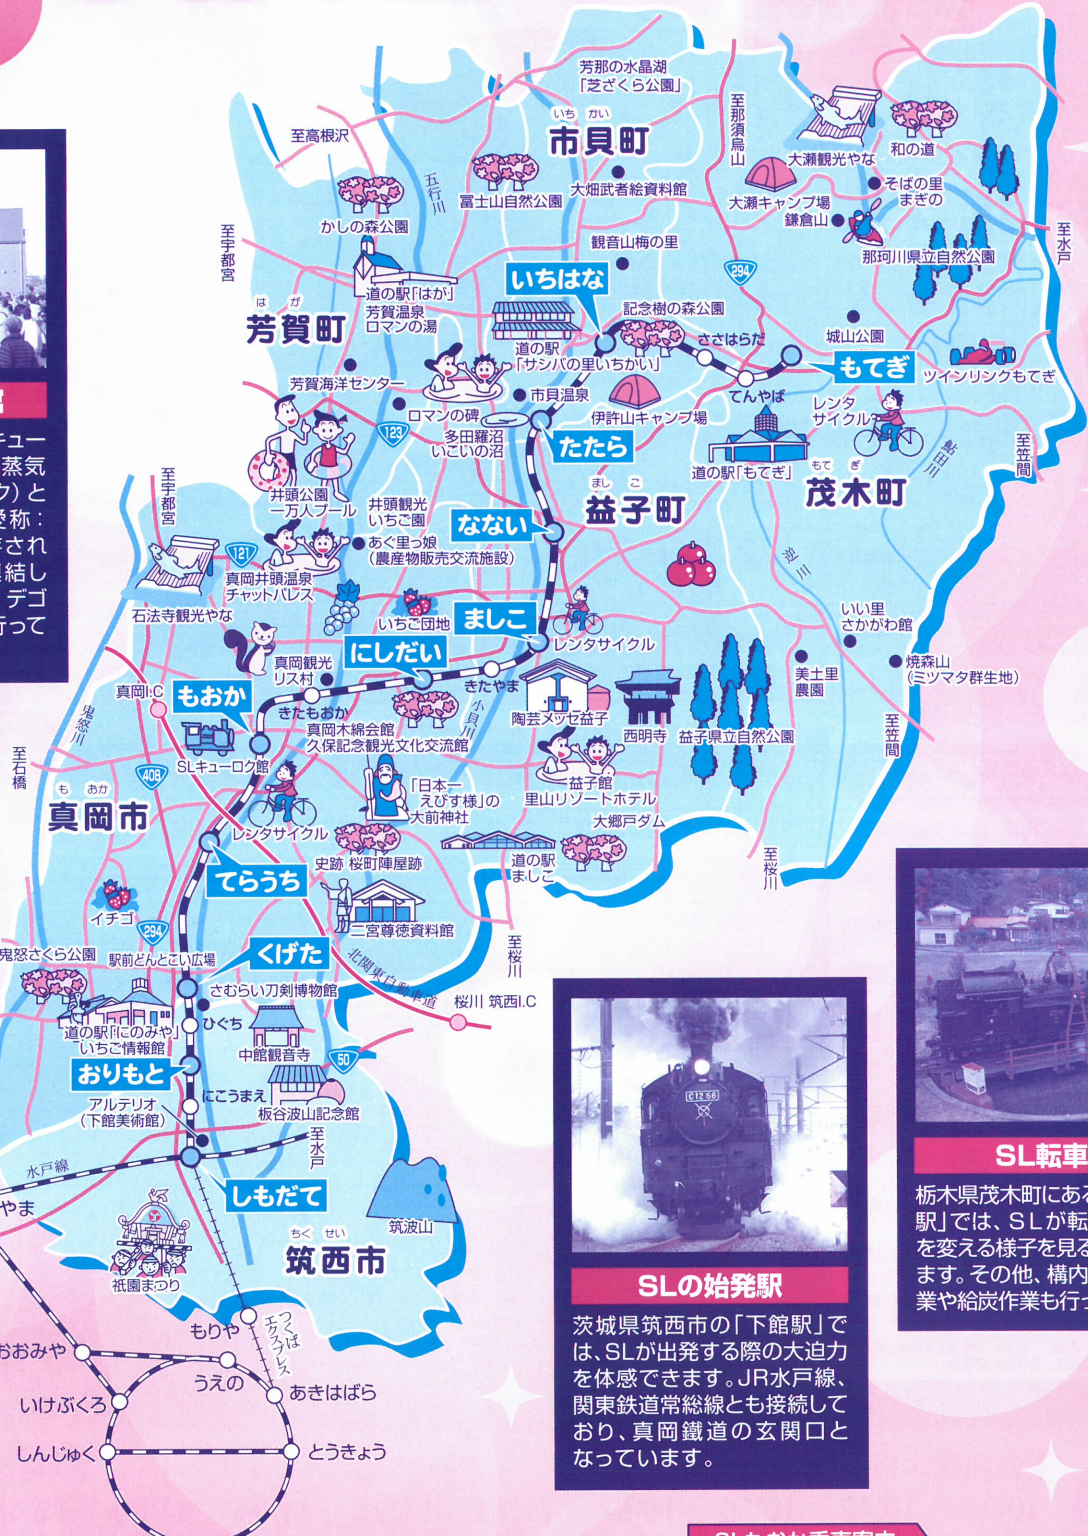 芳那の水晶湖
「芝ざくら公園」
いち かい
市貝町
至高根沢
至那須烏山
大瀬観光やな
和の道
五行川
冨士山自然公園
大畑武者絵資料館
そばの里
まぎの
大瀬キャンプ場
鎌倉山
かしの森公園
至宇都宮
観音山梅の里
那珂川県立自然公園
至水戸
294
いちはな
道の駅「はが」
芳賀温泉
ロマンの湯
は が
芳賀町
記念樹の森公園
ささはらだ
城山公園
道の駅
「サシバの里いちかい」
もてぎ
ツインリンクもてぎ
芳賀海洋センター
てんやば
市貝温泉
ロマンの碑
伊許山キャンプ場
レンタ
サイクル
123
多田羅沼
いこいの沼
たたら
道の駅「もてぎ」
もて ぎ
茂木町
鮎田川
至笠間
至宇都宮
井頭公園
一万人プール
井頭観光
いちご園
まし こ
益子町
なない
あぐ里っ娘
(農産物販売交流施設)
121
真岡井頭温泉
チャットパレス
逆川
石法寺観光やな
いちご団地
ましこ
レンタサイクル
いい里
さかがわ館
にしだい
真岡観光
リス村
焼森山
(ミツマタ群生地)
美土里
農園
真岡I.C
もおか
きたもおか
きたやま
小貝川
陶芸メッセ益子
西明寺
益子県立自然公園
至笠間
鬼怒川
真岡木綿会館
久保記念観光文化交流館
至石橋
SLキューロク館
408
も おか
真岡市
「日本一
えびす様」の
大前神社
益子館
里山リゾートホテル
大郷戸ダム
レンタサイクル
史跡 桜町陣屋跡
道の駅
ましこ
至桜川
てらうち
イチゴ
二宮尊徳資料館
294
鬼怒さくら公園
駅前どんとこい広場
くげた
北関東自動車道
至桜川
さむらい刀剣博物館
桜川 筑西I.C
道の駅「にのみや」
いちご情報館
ひぐち
中館観音寺
50
おりもと
にこうまえ
板谷波山記念館
アルテリオ
(下館美術館)
至水戸
水戸線
やま
しもだて
筑波山
ちく せい
筑西市
祇園まつり
もりや
つくば
エクスプレス
おおみや
うえの
いけぶくろ
あきはばら
しんじゅく
とうきょう
館
キュー
蒸気
ク)と
愛称:
存され
連結し
デゴ
行って
C12 66
SLの始発駅
茨城県筑西市の「下館駅」で
は、SLが出発する際の大迫力
を体感できます。JR水戸線、
関東鉄道常総線とも接続して
おり、真岡鐵道の玄関口と
なっています。
SL転車
栃木県茂木町にある
駅」では、SLが転
を変える様子を見る
ます。その他、構内
業や給炭作業も行っ
SLもおか乗車案内